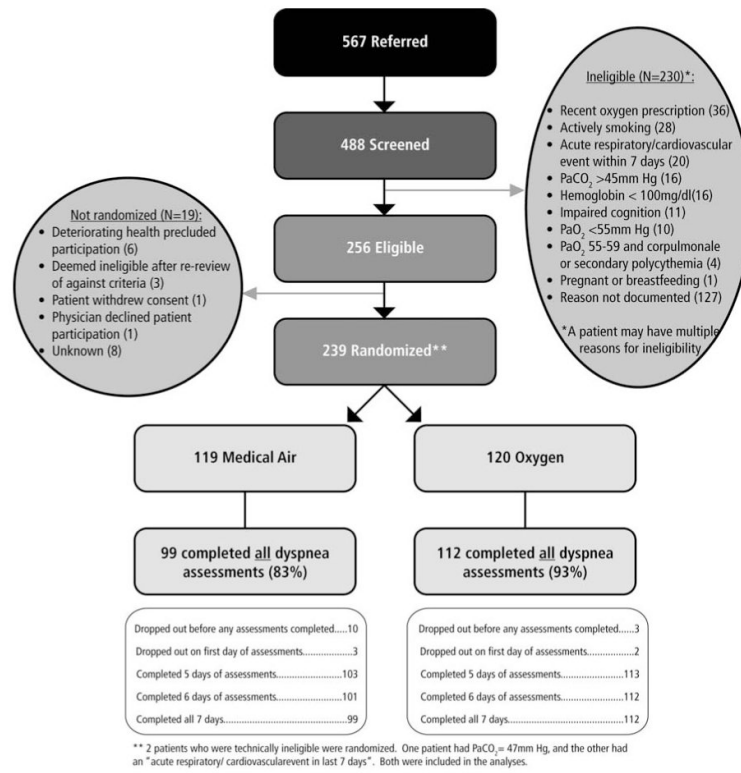 567 Referred
488 Screened
Ineligible (N=230)*:
• Recent oxygen prescription (36)
• Actively smoking (28)
• Acute respiratory/cardiovascular
event within 7 days (20)
• PaCO₂ >45mm Hg (16)
• Hemoglobin < 100mg/dl(16)
• Impaired cognition (11)
• PaO₂ <55mm Hg (10)
• PaO₂ 55-59 and corpulmonale
or secondary polycythemia (4)
• Pregnant or breastfeeding (1)
• Reason not documented (127)
*A patient may have multiple
reasons for ineligibility
Not randomized (N=19):
• Deteriorating health precluded
participation (6)
• Deemed ineligible after re-review
of against criteria (3)
• Patient withdrew consent (1)
• Physician declined patient
participation (1)
• Unknown (8)
256 Eligible
239 Randomized**
119 Medical Air
120 Oxygen
99 completed all dyspnea
assessments (83%)
112 completed all dyspnea
assessments (93%)
Dropped out before any assessments completed.....10
Dropped out on first day of assessments..................3
Completed 5 days of assessments........................103
Completed 6 days of assessments........................101
Completed all 7 days.............................................99
Dropped out before any assessments completed....3
Dropped out on first day of assessments.................2
Completed 5 days of assessments.......................113
Completed 6 days of assessments.......................112
Completed all 7 days..........................................112
** 2 patients who were technically ineligible were randomized. One patient had PaCO₂= 47mm Hg, and the other had
an "acute respiratory/ cardiovascularevent in last 7 days". Both were included in the analyses.